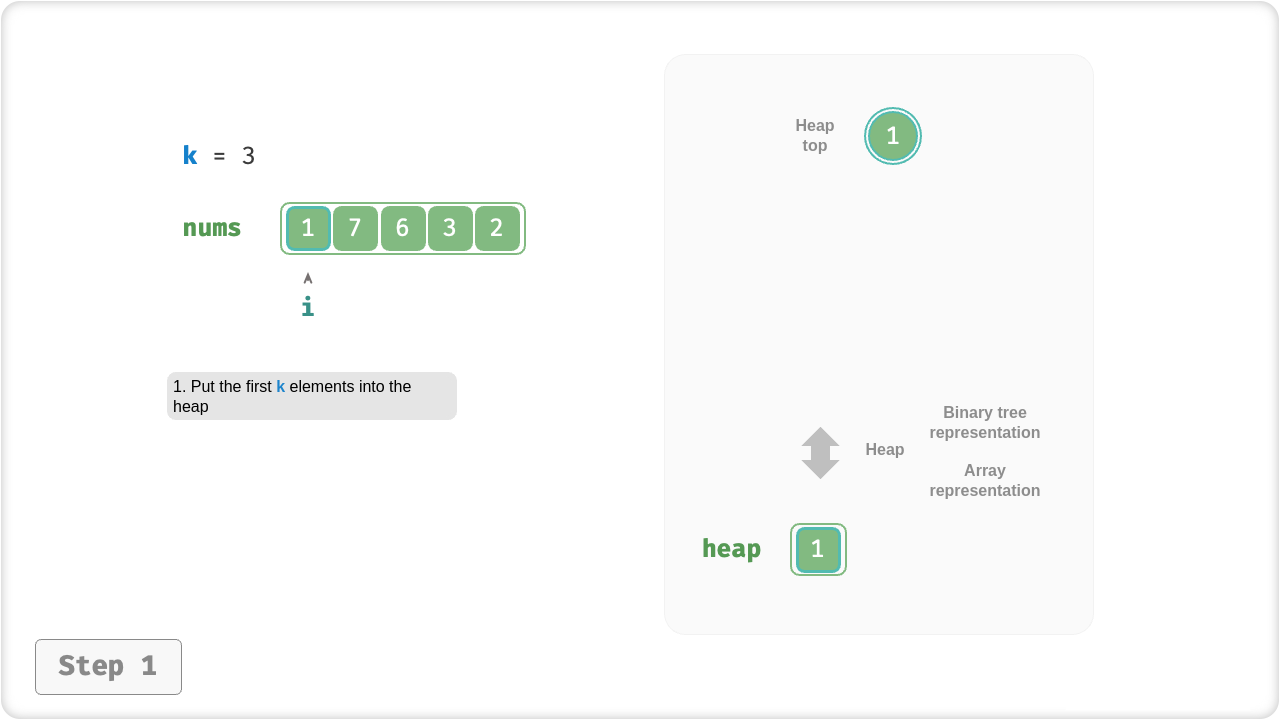 k = 3
nums 1 7 6 3 2
i
1. Put the first k elements into the
heap
Heap
top
1
Binary tree
representation
Heap
Array
representation
heap 1
Step 1